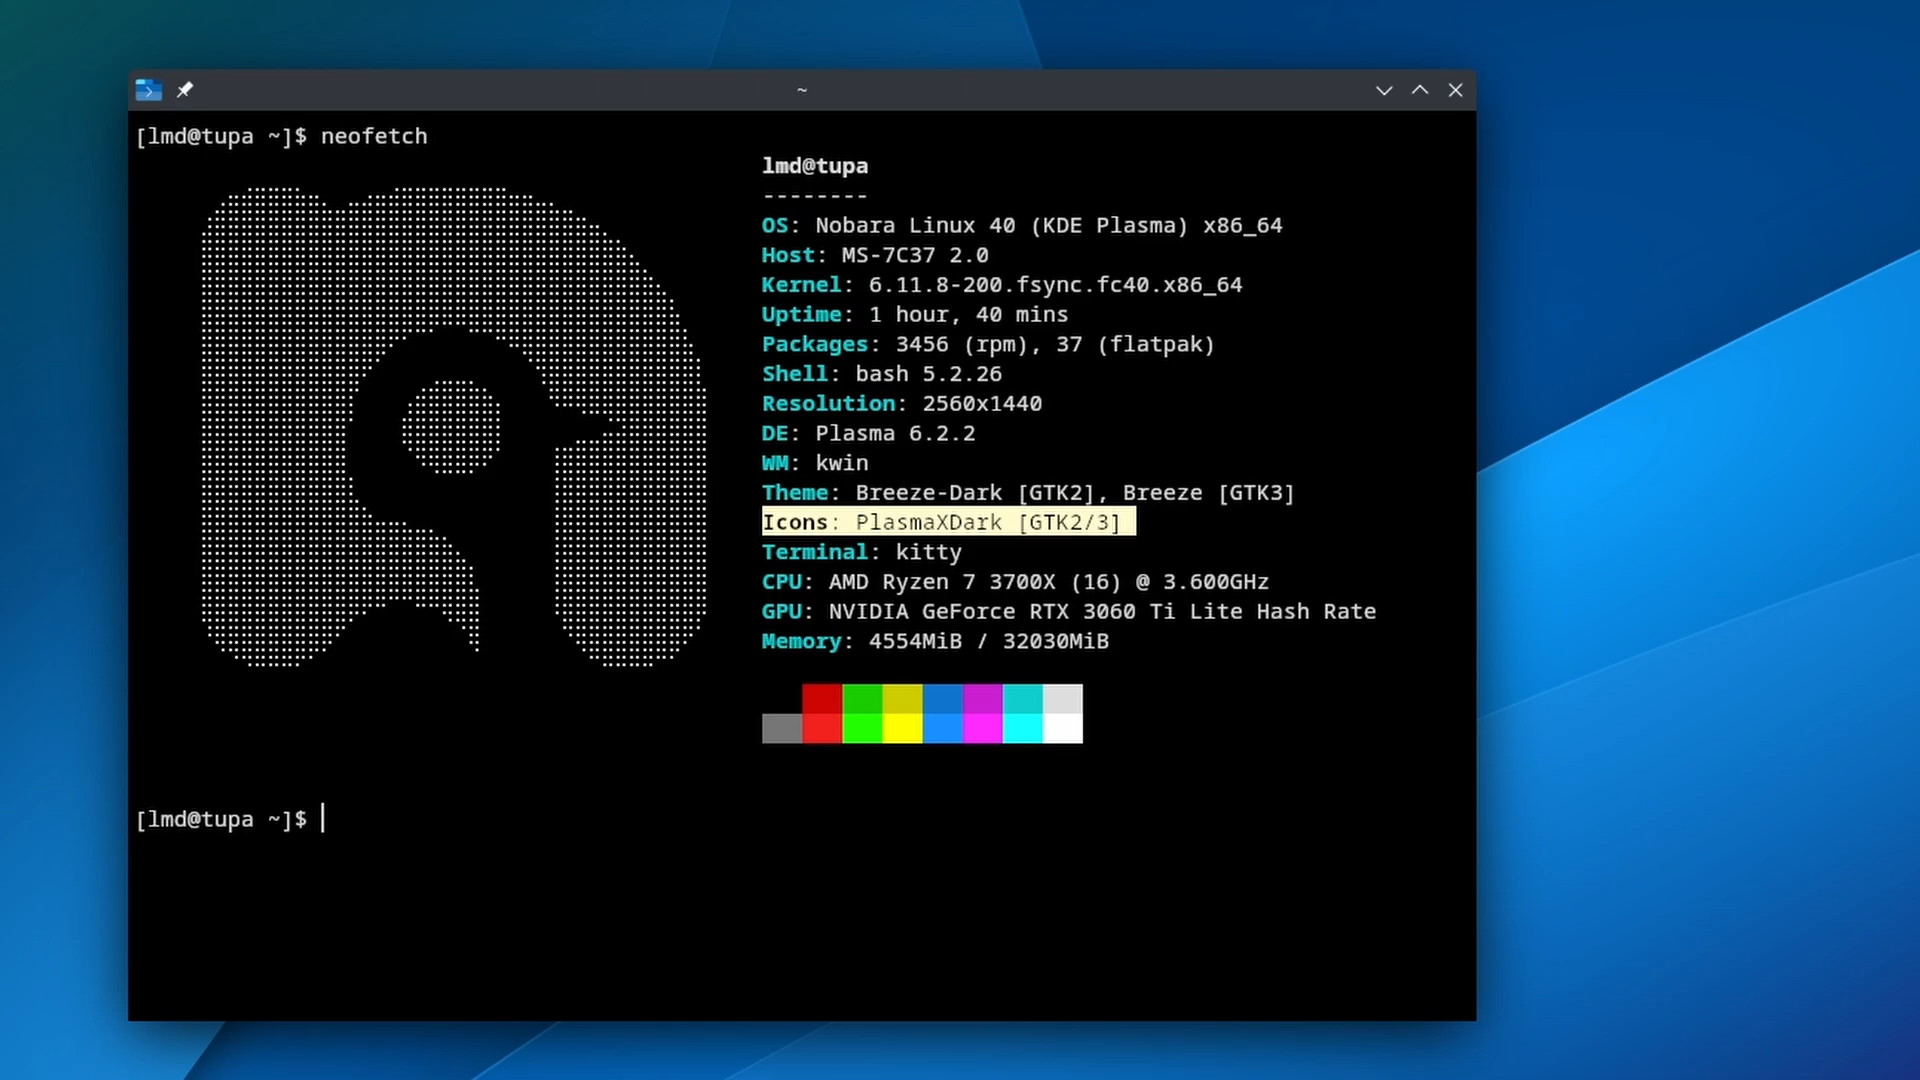 ~
[lmd@tupa ~]$ neofetch
lmd@tupa
--------
OS: Nobara Linux 40 (KDE Plasma) x86_64
Host: MS-7C37 2.0
Kernel: 6.11.8-200.fsync.fc40.x86_64
Uptime: 1 hour, 40 mins
Packages: 3456 (rpm), 37 (flatpak)
Shell: bash 5.2.26
Resolution: 2560x1440
DE: Plasma 6.2.2
WM: kwin
Theme: Breeze-Dark [GTK2], Breeze [GTK3]
Icons: PlasmaXDark [GTK2/3]
Terminal: kitty
CPU: AMD Ryzen 7 3700X (16) @ 3.600GHz
GPU: NVIDIA GeForce RTX 3060 Ti Lite Hash Rate
Memory: 4554MiB / 32030MiB
[lmd@tupa ~]$